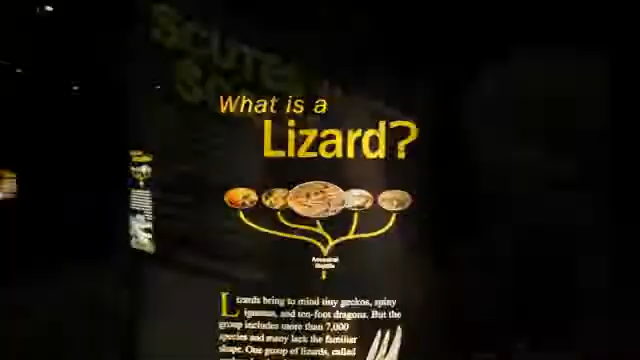 What is a
Lizard?
Ancestral
Reptile
Lizards bring to mind tiny geckos, spiny
iguanas, and ten-foot dragons. But the
group includes more than 7,000
species and many lack the familiar
shape. One group of lizards, called